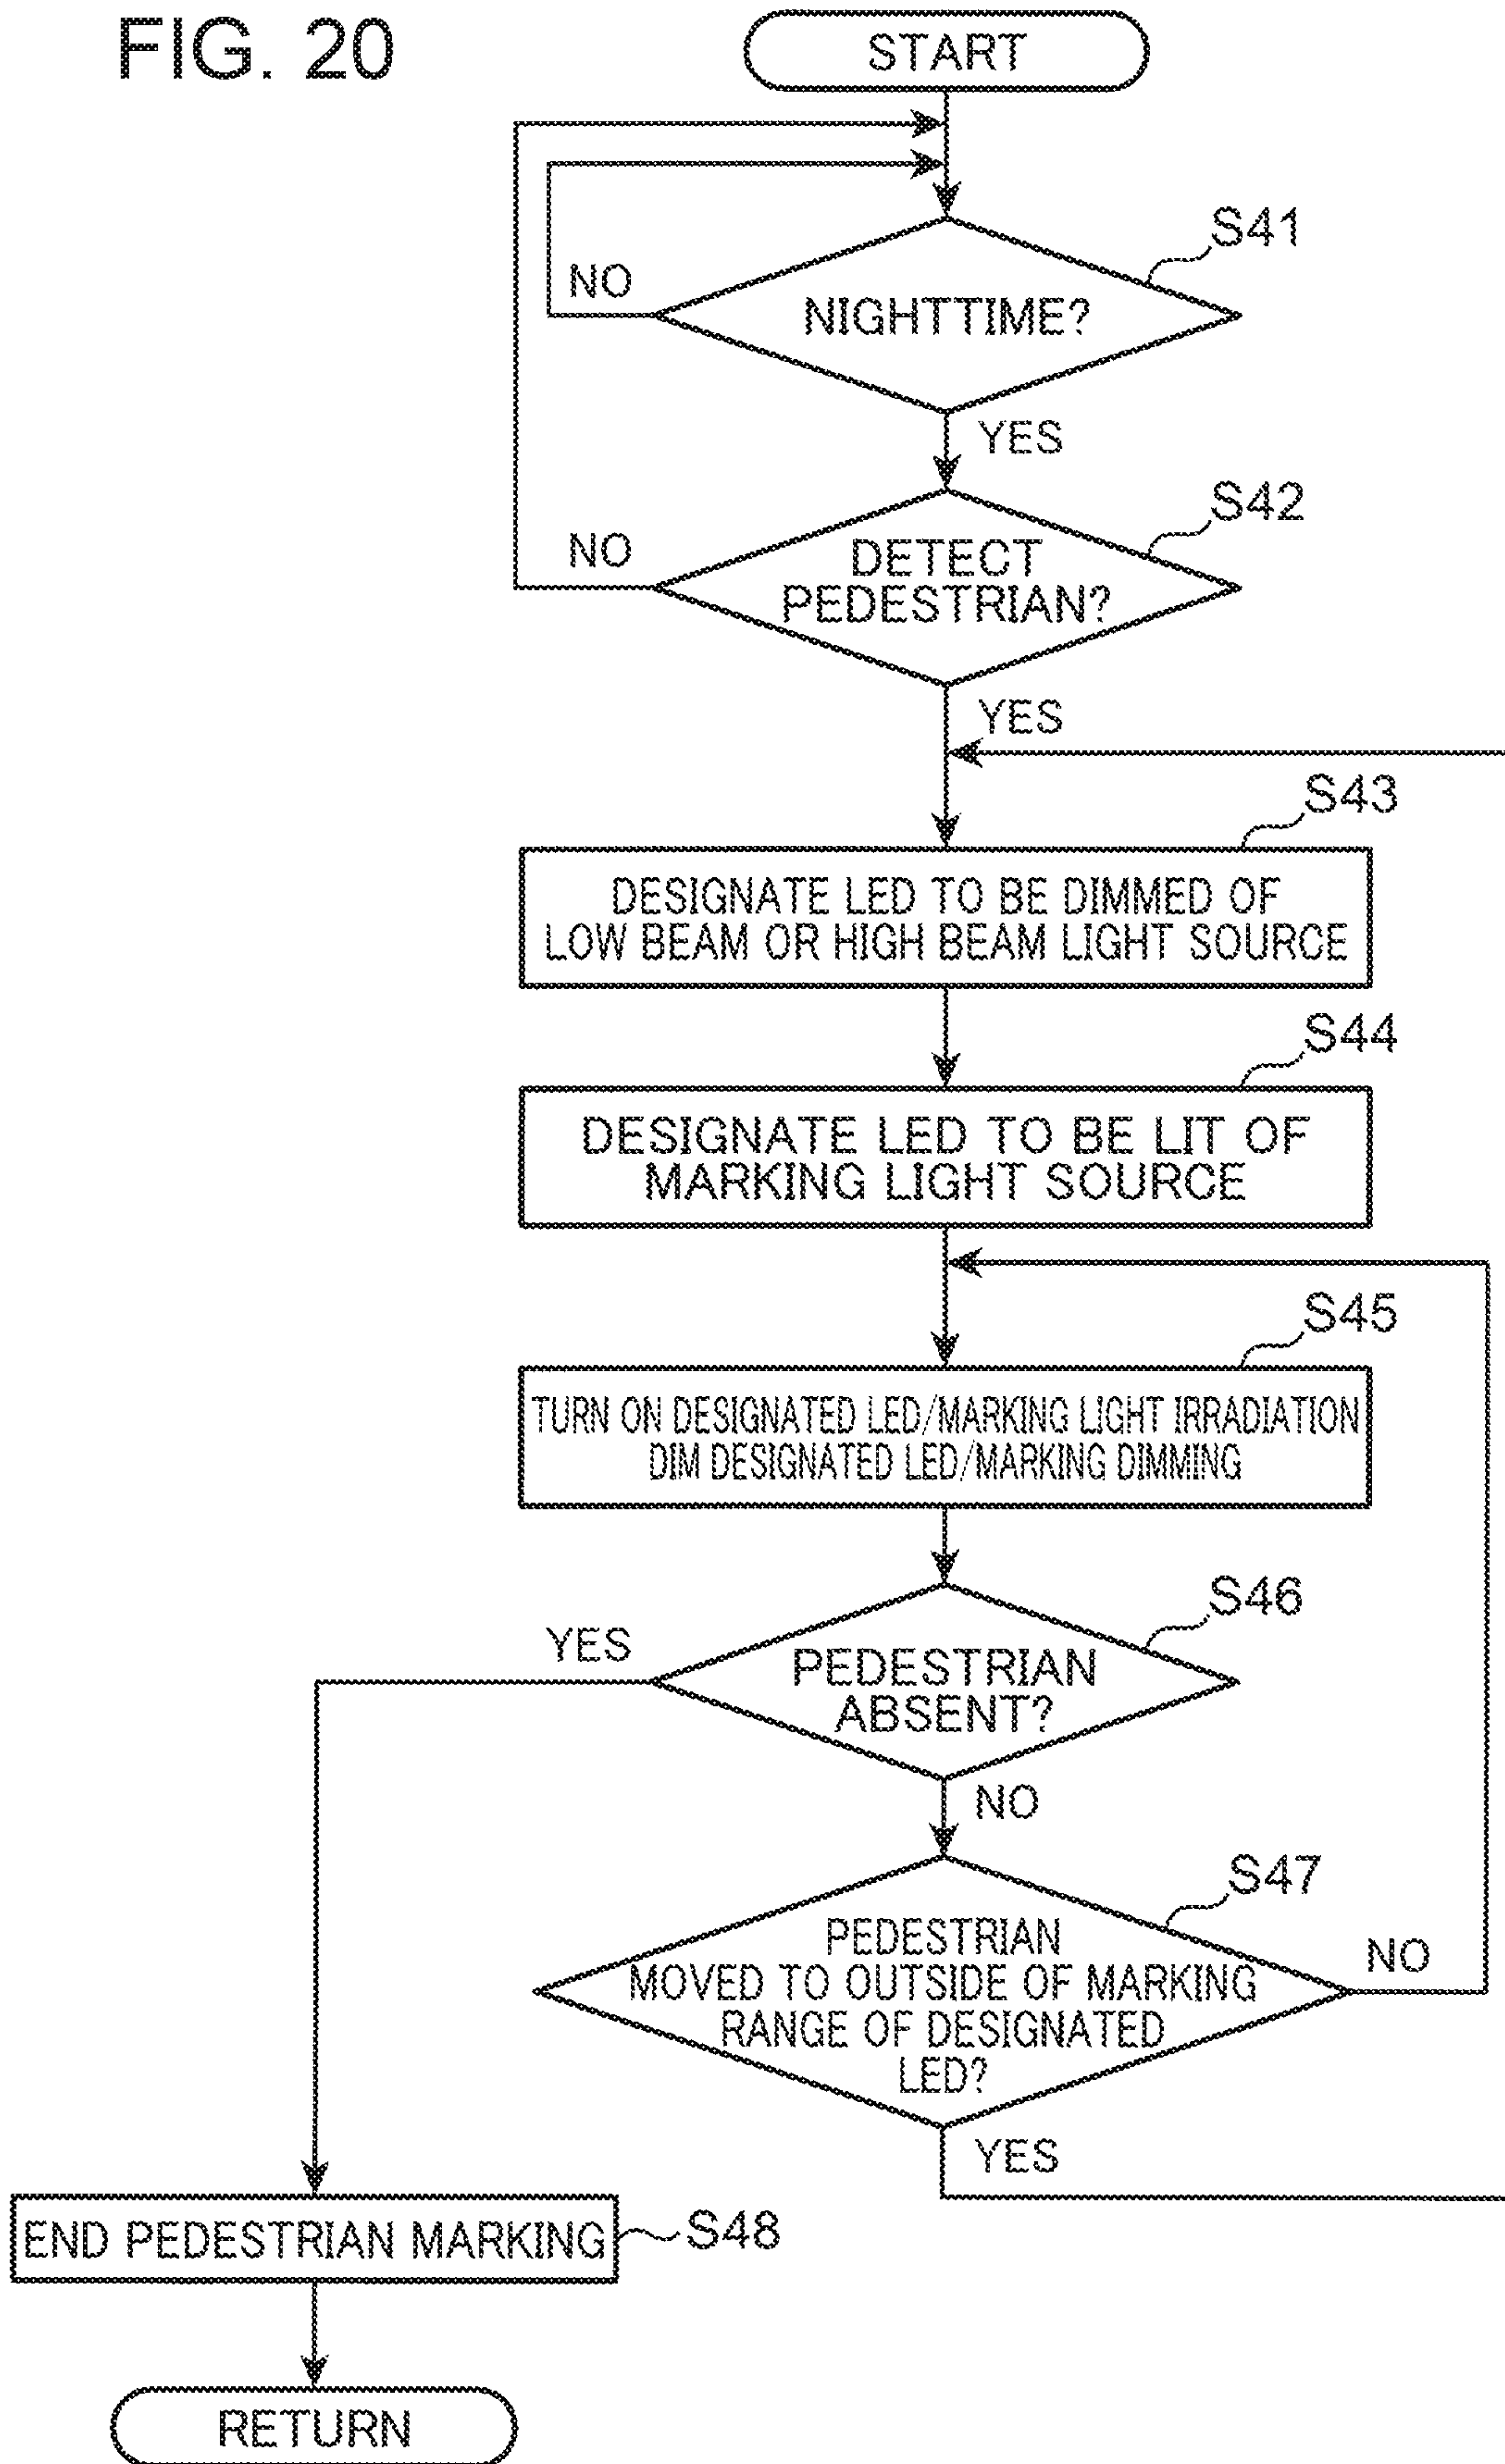 FIG. 20
START
S41
NO
NIGHTTIME?
YES
S42
NO
DETECT
PEDESTRIAN?
YES
S43
DESIGNATE LED TO BE DIMMED OF
LOW BEAM OR HIGH BEAM LIGHT SOURCE
S44
DESIGNATE LED TO BE LIT OF
MARKING LIGHT SOURCE
S45
TURN ON DESIGNATED LED/MARKING LIGHT IRRADIATION
DIM DESIGNATED LED/MARKING DIMMING
S46
YES
PEDESTRIAN
ABSENT?
NO
S47
PEDESTRIAN
MOVED TO OUTSIDE OF MARKING
RANGE OF DESIGNATED
LED?
NO
YES
END PEDESTRIAN MARKING
S48
RETURN